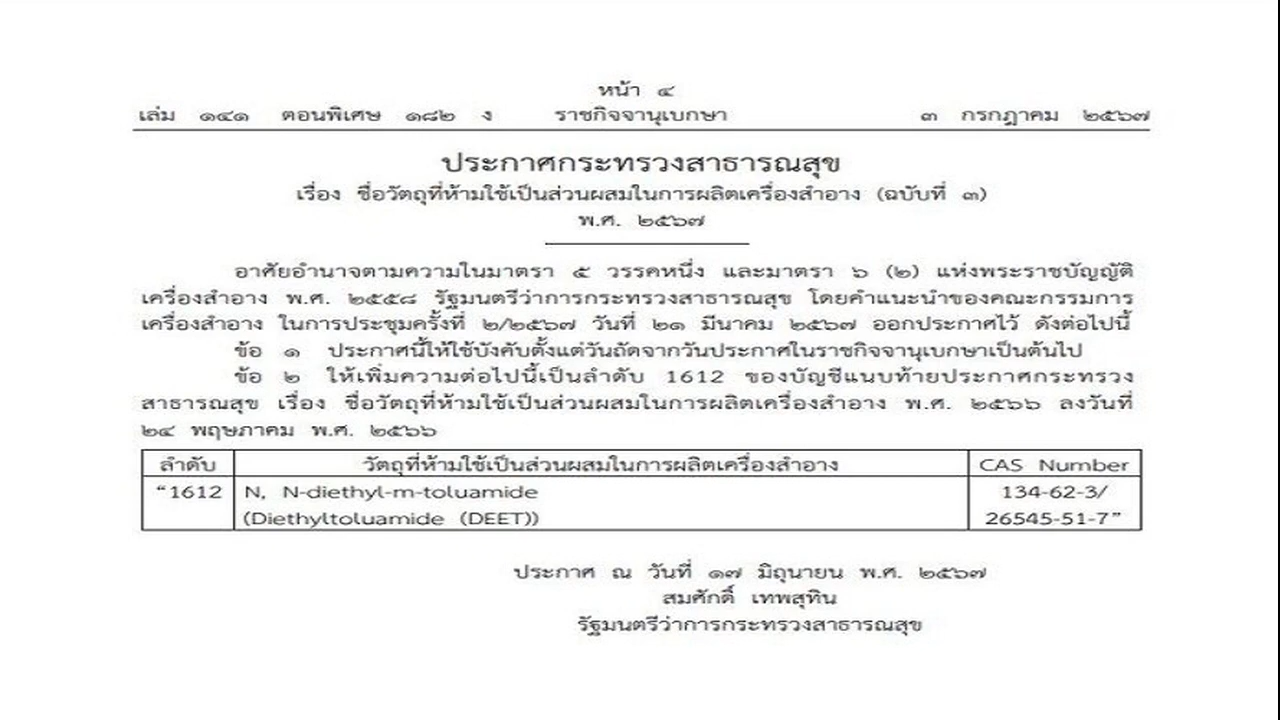 หน้า ๔
เล่ม ๑๔๑ ตอนพิเศษ ๑๘๒ ง ราชกิจจานุเบกษา ๓ กรกฎาคม ๒๕๖๗
ประกาศกระทรวงสาธารณสุข
เรื่อง ชื่อวัตถุที่ห้ามใช้เป็นส่วนผสมในการผลิตเครื่องสำอาง (ฉบับที่ ๓)
พ.ศ. ๒๕๖๗
อาศัยอำนาจตามความในมาตรา ๕ วรรคหนึ่ง และมาตรา ๖ (๒) แห่งพระราชบัญญัติ
เครื่องสำอาง พ.ศ. ๒๕๕๘ รัฐมนตรีว่าการกระทรวงสาธารณสุข โดยคำแนะนำของคณะกรรมการ
เครื่องสำอาง ในการประชุมครั้งที่ ๒/๒๕๖๗ วันที่ ๒๑ มีนาคม ๒๕๖๗ ออกประกาศไว้ ดังต่อไปนี้
ข้อ ๑ ประกาศนี้ให้ใช้บังคับตั้งแต่วันถัดจากวันประกาศในราชกิจจานุเบกษาเป็นต้นไป
ข้อ ๒ ให้เพิ่มความต่อไปนี้เป็นลำดับ 1612 ของบัญชีแนบท้ายประกาศกระทรวง
สาธารณสุข เรื่อง ชื่อวัตถุที่ห้ามใช้เป็นส่วนผสมในการผลิตเครื่องสำอาง พ.ศ. ๒๕๖๖ ลงวันที่
๒๔ พฤษภาคม พ.ศ. ๒๕๖๖
ลำดับ วัตถุที่ห้ามใช้เป็นส่วนผสมในการผลิตเครื่องสำอาง CAS Number
“1612 N, N-diethyl-m-toluamide 134-62-3/
(Diethyltoluamide (DEET)) 26545-51-7”
ประกาศ ณ วันที่ ๑๗ มิถุนายน พ.ศ. ๒๕๖๗
สมศักดิ์ เทพสุทิน
รัฐมนตรีว่าการกระทรวงสาธารณสุข